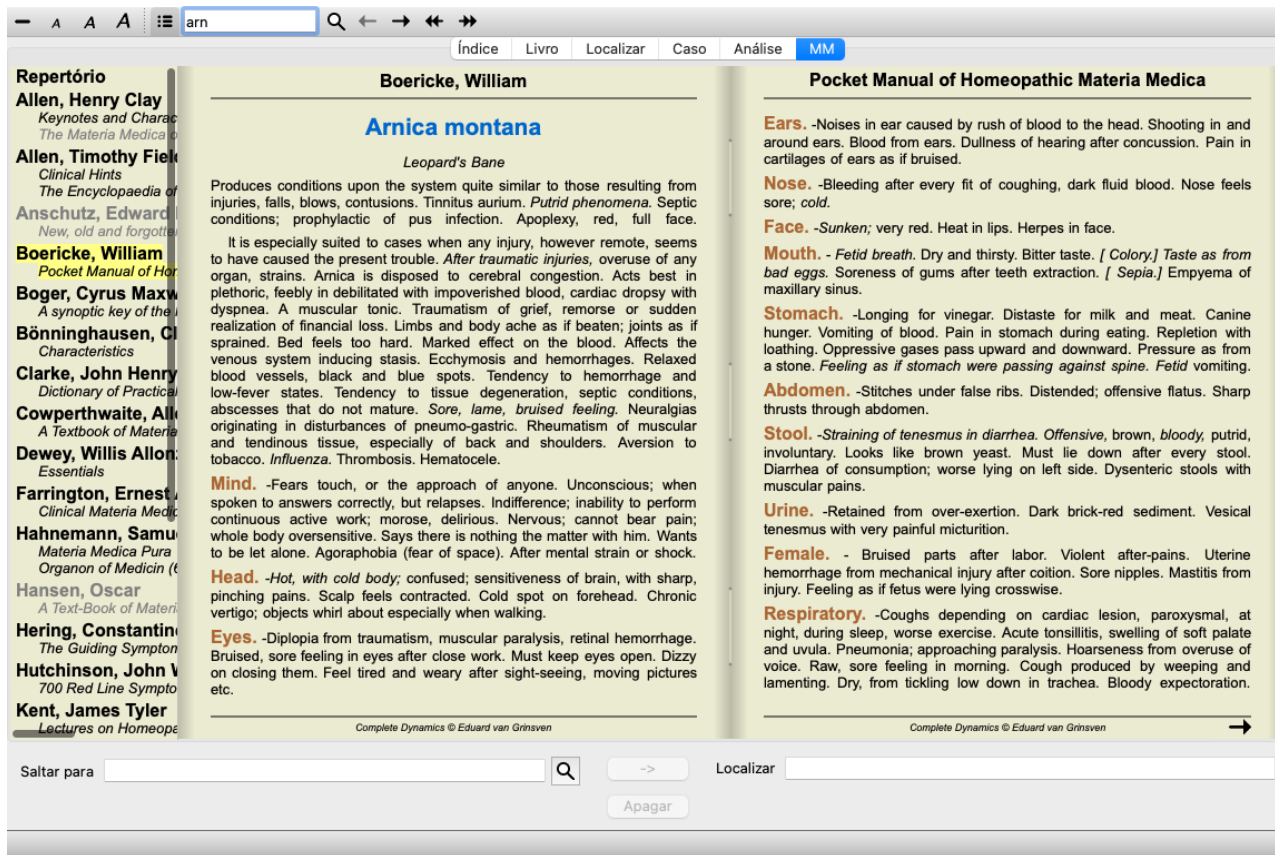 A A A arn
Índice Livro Localizar Caso Análise MM
Repertório
Allen, Henry Clay
Keynotes and Charac
The Materia Medica o
Allen, Timothy Field
Clinical Hints
The Encyclopaedia of
Anschutz, Edward
New, old and forgotte
Boericke, William
Pocket Manual of Hor
Boger, Cyrus Maxw
A synoptic key of the
Bönninghausen, Cl
Characteristics
Clarke, John Henry
Dictionary of Practical
Cowperthwaite, Alle
A Textbook of Materia
Dewey, Willis Allonz
Essentials
Farrington, Ernest
Clinical Materia Medic
Hahnemann, Samu
Materia Medica Pura
Organon of Medicin (6
Hansen, Oscar
A Text-Book of Materi
Hering, Constantine
The Guiding Symptom
Hutchinson, John W
700 Red Line Sympto
Kent, James Tyler
Lectures on Homeopa
Boericke, William
Arnica montana
Leopard's Bane
Produces conditions upon the system quite similar to those resulting from
injuries, falls, blows, contusions. Tinnitus aurium. Putrid phenomena. Septic
conditions; prophylactic of pus infection. Apoplexy, red, full face.
It is especially suited to cases when any injury, however remote, seems
to have caused the present trouble. After traumatic injuries, overuse of any
organ, strains. Arnica is disposed to cerebral congestion. Acts best in
plethoric, feebly in debilitated with impoverished blood, cardiac dropsy with
dyspnea. A muscular tonic. Traumatism of grief, remorse or sudden
realization of financial loss. Limbs and body ache as if beaten; joints as if
sprained. Bed feels too hard. Marked effect on the blood. Affects the
venous system inducing stasis. Ecchymosis and hemorrhages. Relaxed
blood vessels, black and blue spots. Tendency to hemorrhage and
low-fever states. Tendency to tissue degeneration, septic conditions,
abscesses that do not mature. Sore, lame, bruised feeling. Neuralgias
originating in disturbances of pneumo-gastric. Rheumatism of muscular
and tendinous tissue, especially of back and shoulders. Aversion to
tobacco. Influenza. Thrombosis. Hematocele.
Mind. -Fears touch, or the approach of anyone. Unconscious; when
spoken to answers correctly, but relapses. Indifference; inability to perform
continuous active work; morose, delirious. Nervous; cannot bear pain;
whole body oversensitive. Says there is nothing the matter with him. Wants
to be let alone. Agoraphobia (fear of space). After mental strain or shock.
Head. -Hot, with cold body; confused; sensitiveness of brain, with sharp,
pinching pains. Scalp feels contracted. Cold spot on forehead. Chronic
vertigo; objects whirl about especially when walking.
Eyes. -Diplopia from traumatism, muscular paralysis, retinal hemorrhage.
Bruised, sore feeling in eyes after close work. Must keep eyes open. Dizzy
on closing them. Feel tired and weary after sight-seeing, moving pictures
etc.
Complete Dynamics © Eduard van Grinsven
Pocket Manual of Homeopathic Materia Medica
Ears. -Noises in ear caused by rush of blood to the head. Shooting in and
around ears. Blood from ears. Dullness of hearing after concussion. Pain in
cartilages of ears as if bruised.
Nose. -Bleeding after every fit of coughing, dark fluid blood. Nose feels
sore; cold.
Face. -Sunken; very red. Heat in lips. Herpes in face.
Mouth. - Fetid breath. Dry and thirsty. Bitter taste. [ Colory.] Taste as from
bad eggs. Soreness of gums after teeth extraction. [ Sepia.] Empyema of
maxillary sinus.
Stomach. -Longing for vinegar. Distaste for milk and meat. Canine
hunger. Vomiting of blood. Pain in stomach during eating. Repletion with
loathing. Oppressive gases pass upward and downward. Pressure as from
a stone. Feeling as if stomach were passing against spine. Fetid vomiting.
Abdomen. -Stitches under false ribs. Distended; offensive flatus. Sharp
thrusts through abdomen.
Stool. -Straining of tenesmus in diarrhea. Offensive, brown, bloody, putrid,
involuntary. Looks like brown yeast. Must lie down after every stool.
Diarrhea of consumption; worse lying on left side. Dysenteric stools with
muscular pains.
Urine. -Retained from over-exertion. Dark brick-red sediment. Vesical
tenesmus with very painful micturition.
Female. - Bruised parts after labor. Violent after-pains. Uterine
hemorrhage from mechanical injury after coition. Sore nipples. Mastitis from
injury. Feeling as if fetus were lying crosswise.
Respiratory. -Coughs depending on cardiac lesion, paroxysmal, at
night, during sleep, worse exercise. Acute tonsillitis, swelling of soft palate
and uvula. Pneumonia; approaching paralysis. Hoarseness from overuse of
voice. Raw, sore feeling in morning. Cough produced by weeping and
lamenting. Dry, from tickling low down in trachea. Bloody expectoration.
Complete Dynamics © Eduard van Grinsven
Saltar para -> Localizar
Apagar